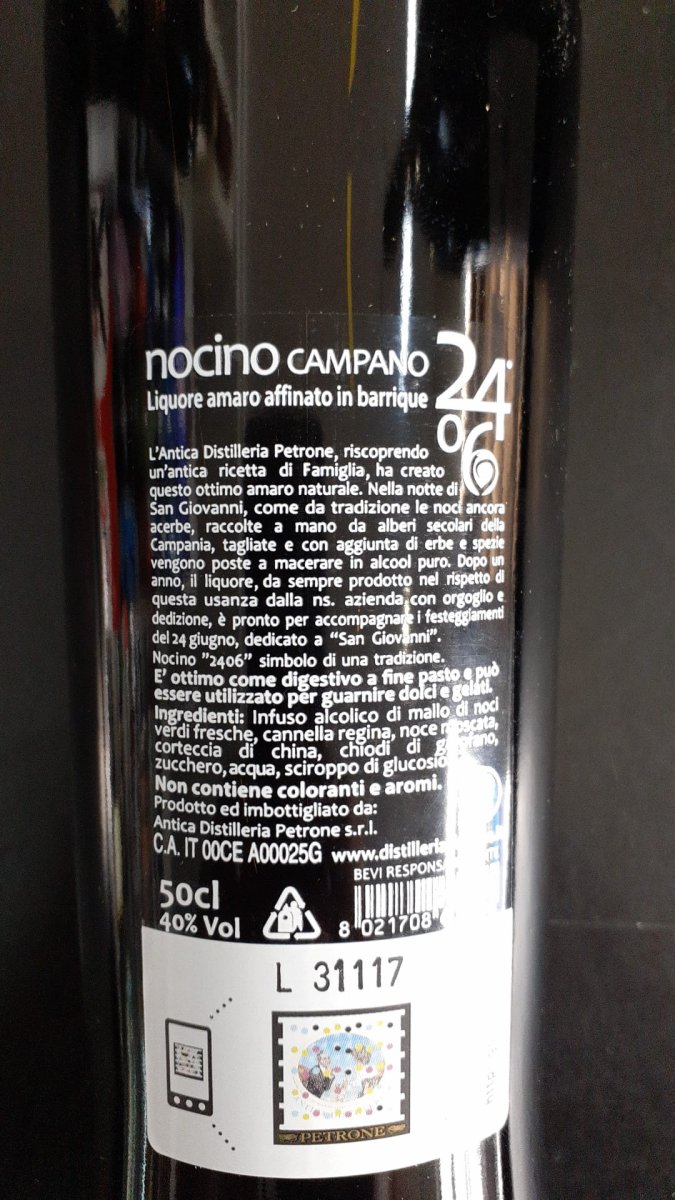 nocino CAMPANO
24°
06
Liquore amaro affinato in barrique
L'Antica Distilleria Petrone, riscoprendo
un'antica ricetta di Famiglia, ha creato
questo ottimo amaro naturale. Nella notte di
San Giovanni, come da tradizione le noci ancora
acerbe, raccolte a mano da alberi secolari della
Campania, tagliate e con aggiunta di erbe e spezie
vengono poste a macerare in alcool puro. Dopo un
anno, il liquore, da sempre prodotto nel rispetto di
questa usanza dalla ns. azienda con orgoglio e
dedizione, è pronto per accompagnare i festeggiamenti
del 24 giugno, dedicato a “San Giovanni”.
Nocino "2406" simbolo di una tradizione.
E' ottimo come digestivo a fine pasto e può
essere utilizzato per guarnire dolci e gelati.
Ingredienti: Infuso alcolico di mallo di noci
verdi fresche, cannella regina, noce moscata,
corteccia di china, chiodi di garofano,
zucchero, acqua, sciroppo di glucosio
Non contiene coloranti e aromi.
Prodotto ed imbottigliato da:
Antica Distilleria Petrone s.r.l.
C.A. IT 00CE A00025G www.distilleria
BEVI RESPONSA
50cl
40% Vol
8 021708
L 31117
PETRONE